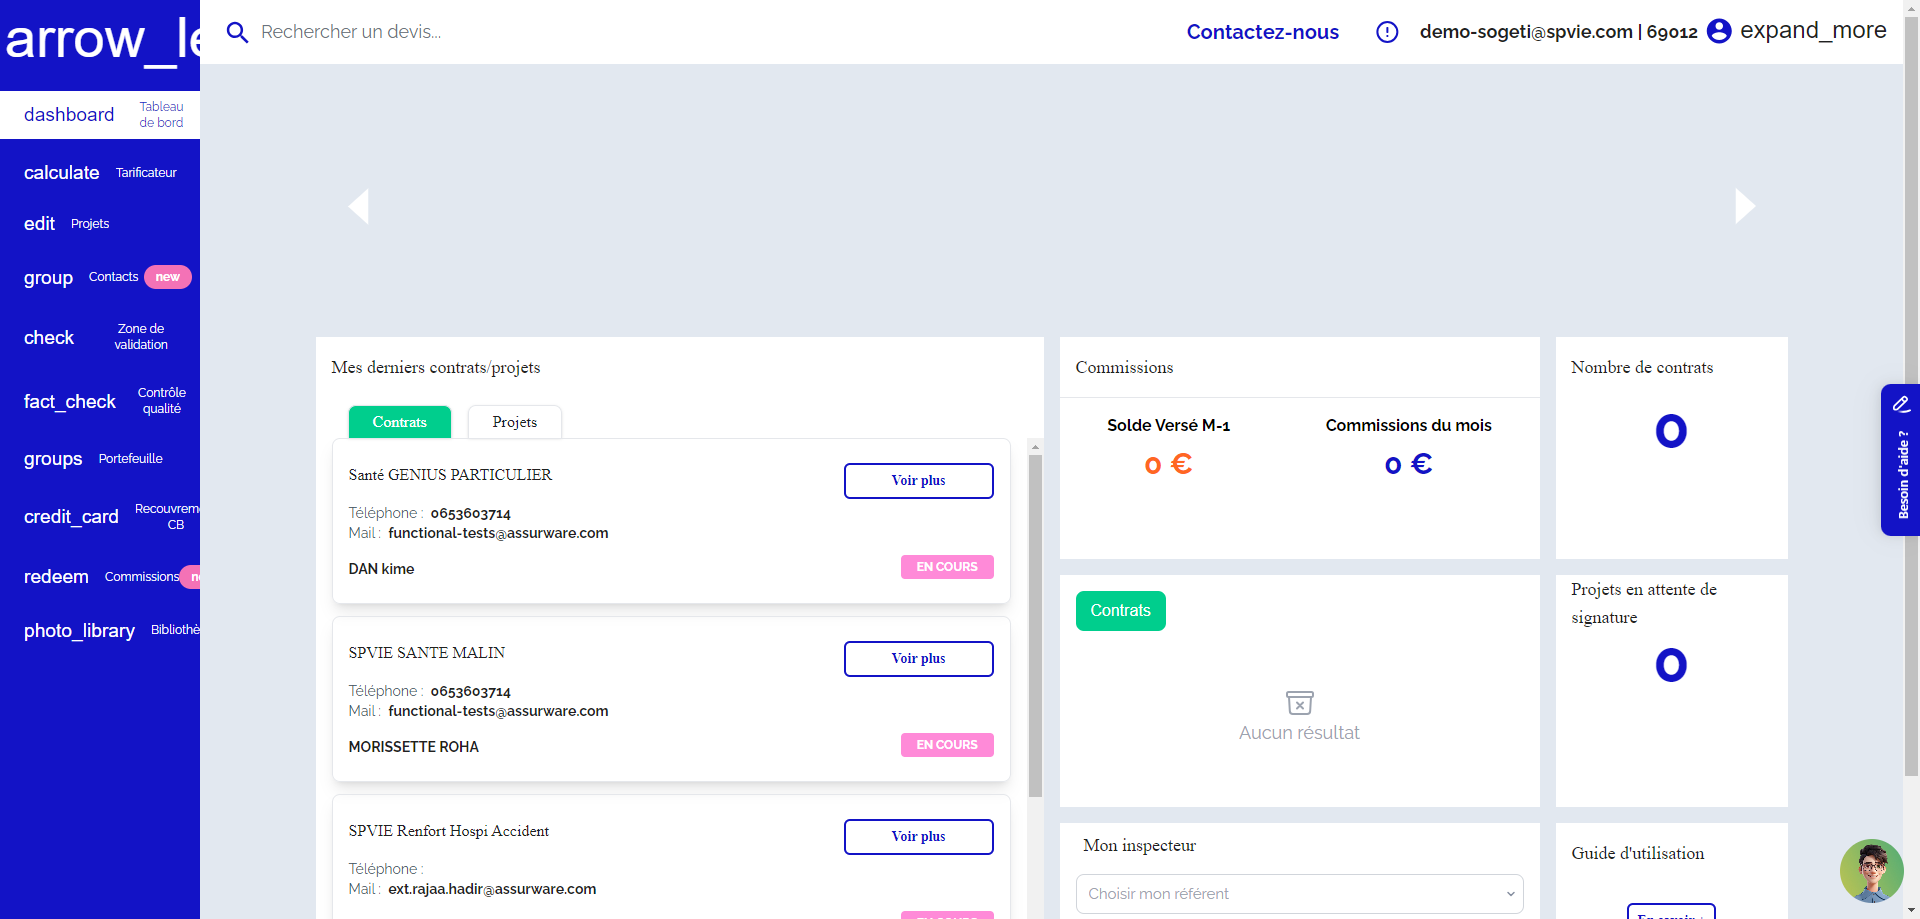 arrow_le
Rechercher un devis...
Contactez-nous
demo-sogeti@spvie.com | 69012
expand_more
dashboard
Tableau
de bord
calculate
Tarificateur
edit
Projets
group
Contacts
new
check
Zone de
validation
fact_check
Contrôle
qualité
groups
Portefeuille
credit_card
Recouvrem
CB
redeem
Commissions
photo_library
Bibliothè
Mes derniers contrats/projets
Contrats
Projets
Santé GENIUS PARTICULIER
Voir plus
Téléphone : 0653603714
Mail : functional-tests@assurware.com
DAN kime
EN COURS
SPVIE SANTE MALIN
Voir plus
Téléphone : 0653603714
Mail : functional-tests@assurware.com
MORISSETTE ROHA
EN COURS
SPVIE Renfort Hospi Accident
Voir plus
Téléphone :
Mail : ext.rajaa.hadir@assurware.com
Commissions
Solde Versé M-1
0 €
Commissions du mois
0 €
Nombre de contrats
0
Contrats
Aucun résultat
Projets en attente de
signature
0
Mon inspecteur
Choisir mon référent
Guide d'utilisation
Besoin d'aide ?